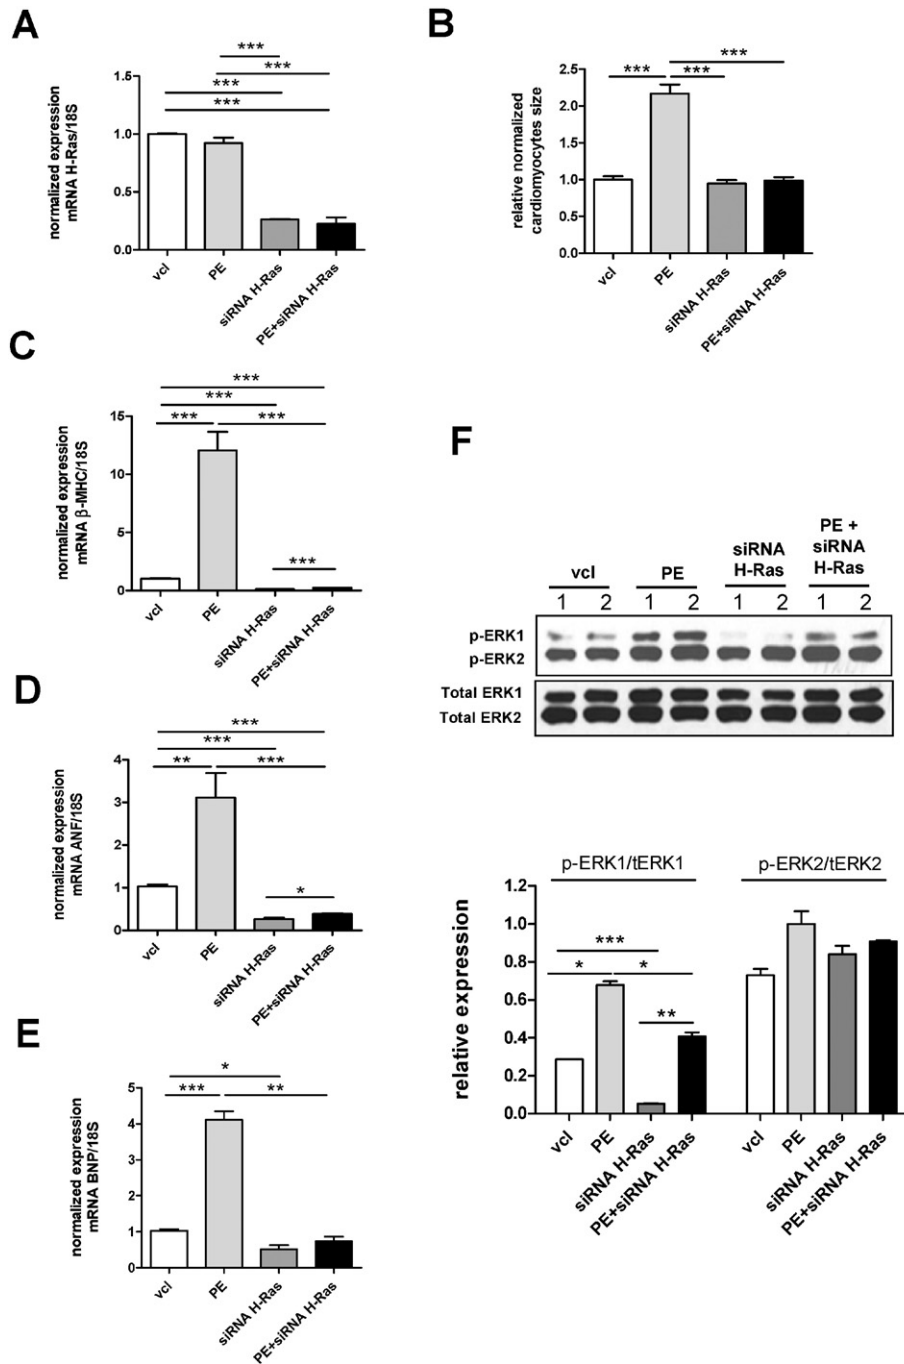 A
***
***
***
***
normalized expression
mRNA H-Ras/18S
1.5
1.0
0.5
0.0
vcl
PE
siRNA H-Ras
PE+siRNA H-Ras
B
***
*** ***
relative normalized
cardiomyocytes size
2.5
2.0
1.5
1.0
0.5
0.0
vcl
PE
siRNA H-Ras
PE+siRNA H-Ras
C
***
***
*** ***
***
normalized expression
mRNA β-MHC/18S
15
10
5
0
vcl
PE
siRNA H-Ras
PE+siRNA H-Ras
D
***
***
** ***
*
normalized expression
mRNA ANF/18S
4
3
2
1
0
vcl
PE
siRNA H-Ras
PE+siRNA H-Ras
E
*
*** **
normalized expression
mRNA BNP/18S
5
4
3
2
1
0
vcl
PE
siRNA H-Ras
PE+siRNA H-Ras
F
vcl
PE
siRNA
H-Ras
PE +
siRNA
H-Ras
1 2 1 2 1 2 1 2
p-ERK1
p-ERK2
Total ERK1
Total ERK2
p-ERK1/tERK1
p-ERK2/tERK2
***
* *
**
relative expression
1.2
1.0
0.8
0.6
0.4
0.2
0.0
vcl
PE
siRNA H-Ras
PE+siRNA H-Ras
vcl
PE
siRNA H-Ras
PE+siRNA H-Ras